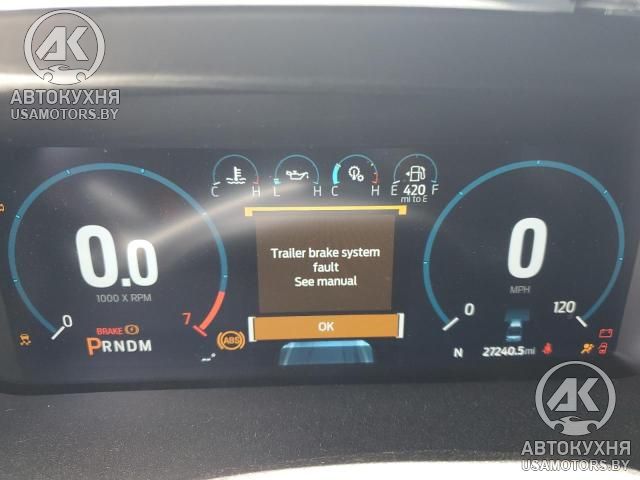 АК
АВТОКУХНЯ
USAMOTORS.BY
C H
L H
C H
E F
420
mi to E
0.0
1000 X RPM
0
7
BRAKE
PRNDM
ABS
Trailer brake system
fault
See manual
OK
0
MPH
0
120
N
27240.5mi
АК
АВТОКУХНЯ
USAMOTORS.BY